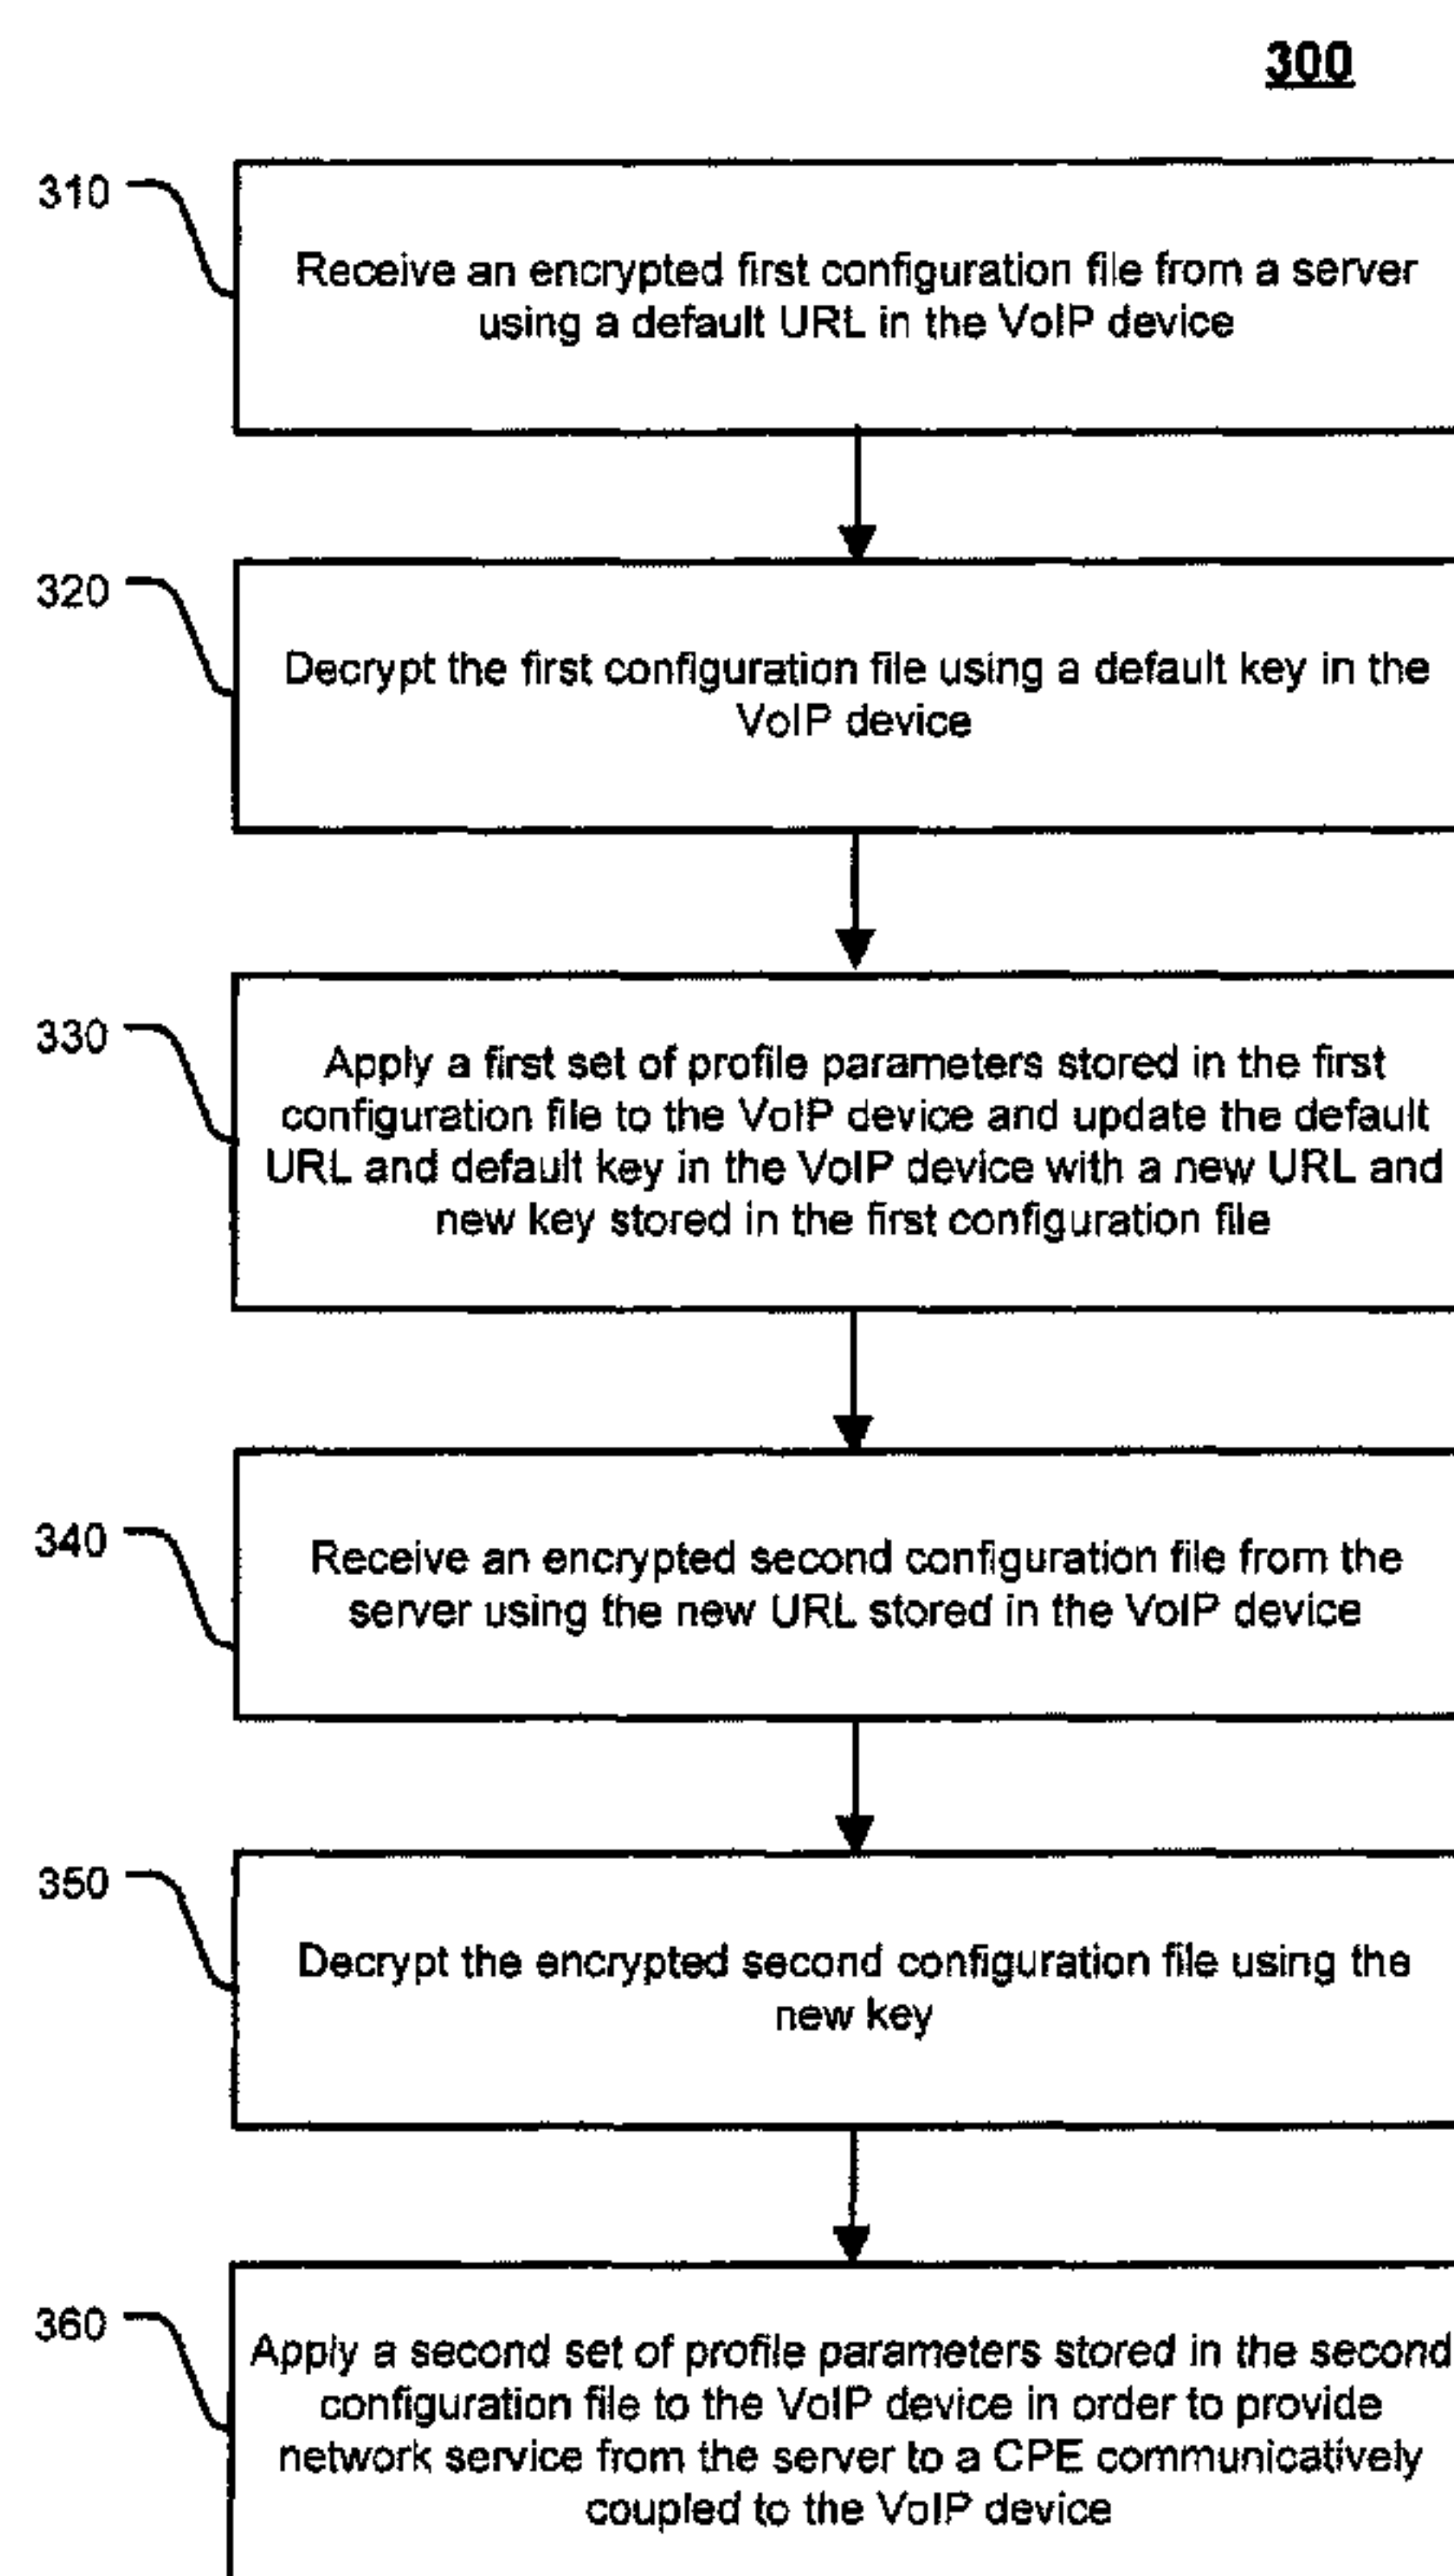 300
310
Receive an encrypted first configuration file from a server
using a default URL in the VoIP device
320
Decrypt the first configuration file using a default key in the
VoIP device
330
Apply a first set of profile parameters stored in the first
configuration file to the VoIP device and update the default
URL and default key in the VoIP device with a new URL and
new key stored in the first configuration file
340
Receive an encrypted second configuration file from the
server using the new URL stored in the VoIP device
350
Decrypt the encrypted second configuration file using the
new key
360
Apply a second set of profile parameters stored in the second
configuration file to the VoIP device in order to provide
network service from the server to a CPE communicatively
coupled to the VoIP device